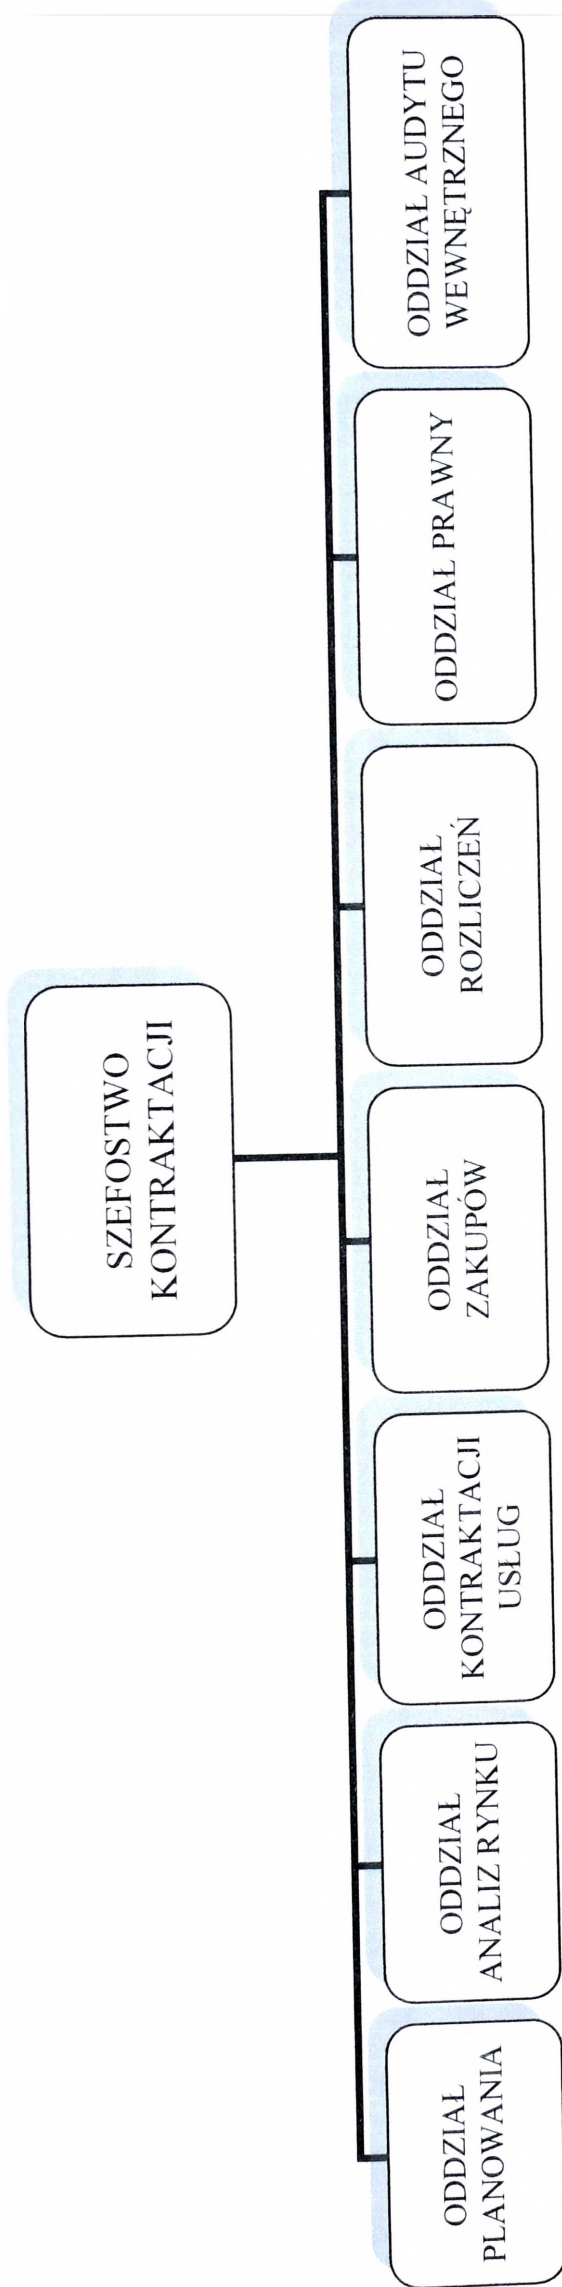 SZEFOSTWO
KONTRAKTACJI
ODDZIAŁ
PLANOWANIA
ODDZIAŁ
ANALIZ RYNKU
ODDZIAŁ
KONTRAKTACJI
USŁUG
ODDZIAŁ
ZAKUPÓW
ODDZIAŁ
ROZLICZEŃ
ODDZIAŁ PRAWNY
ODDZIAŁ AUDYTU
WEWNĘTRZNEGO